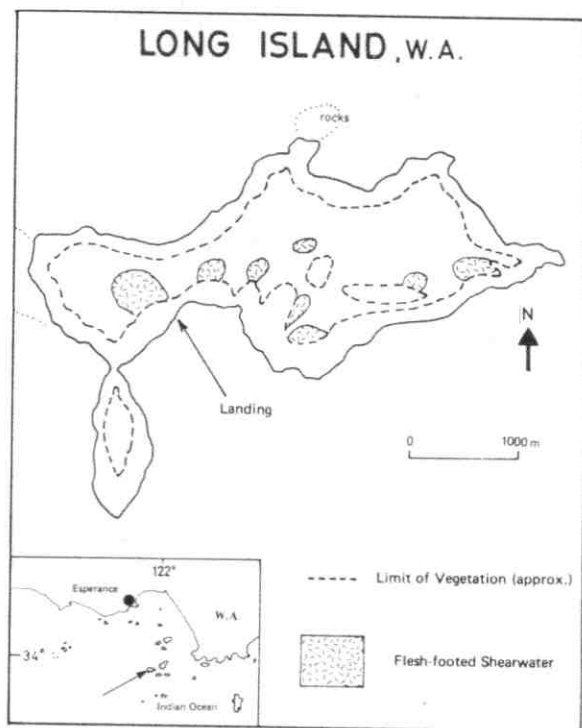 LONG ISLAND, W.A.
rocks
N
Landing
0 1000 m
122°
Esperance
W.A.
34°
Indian Ocean
Limit of Vegetation (approx.)
Flesh-footed Shearwater